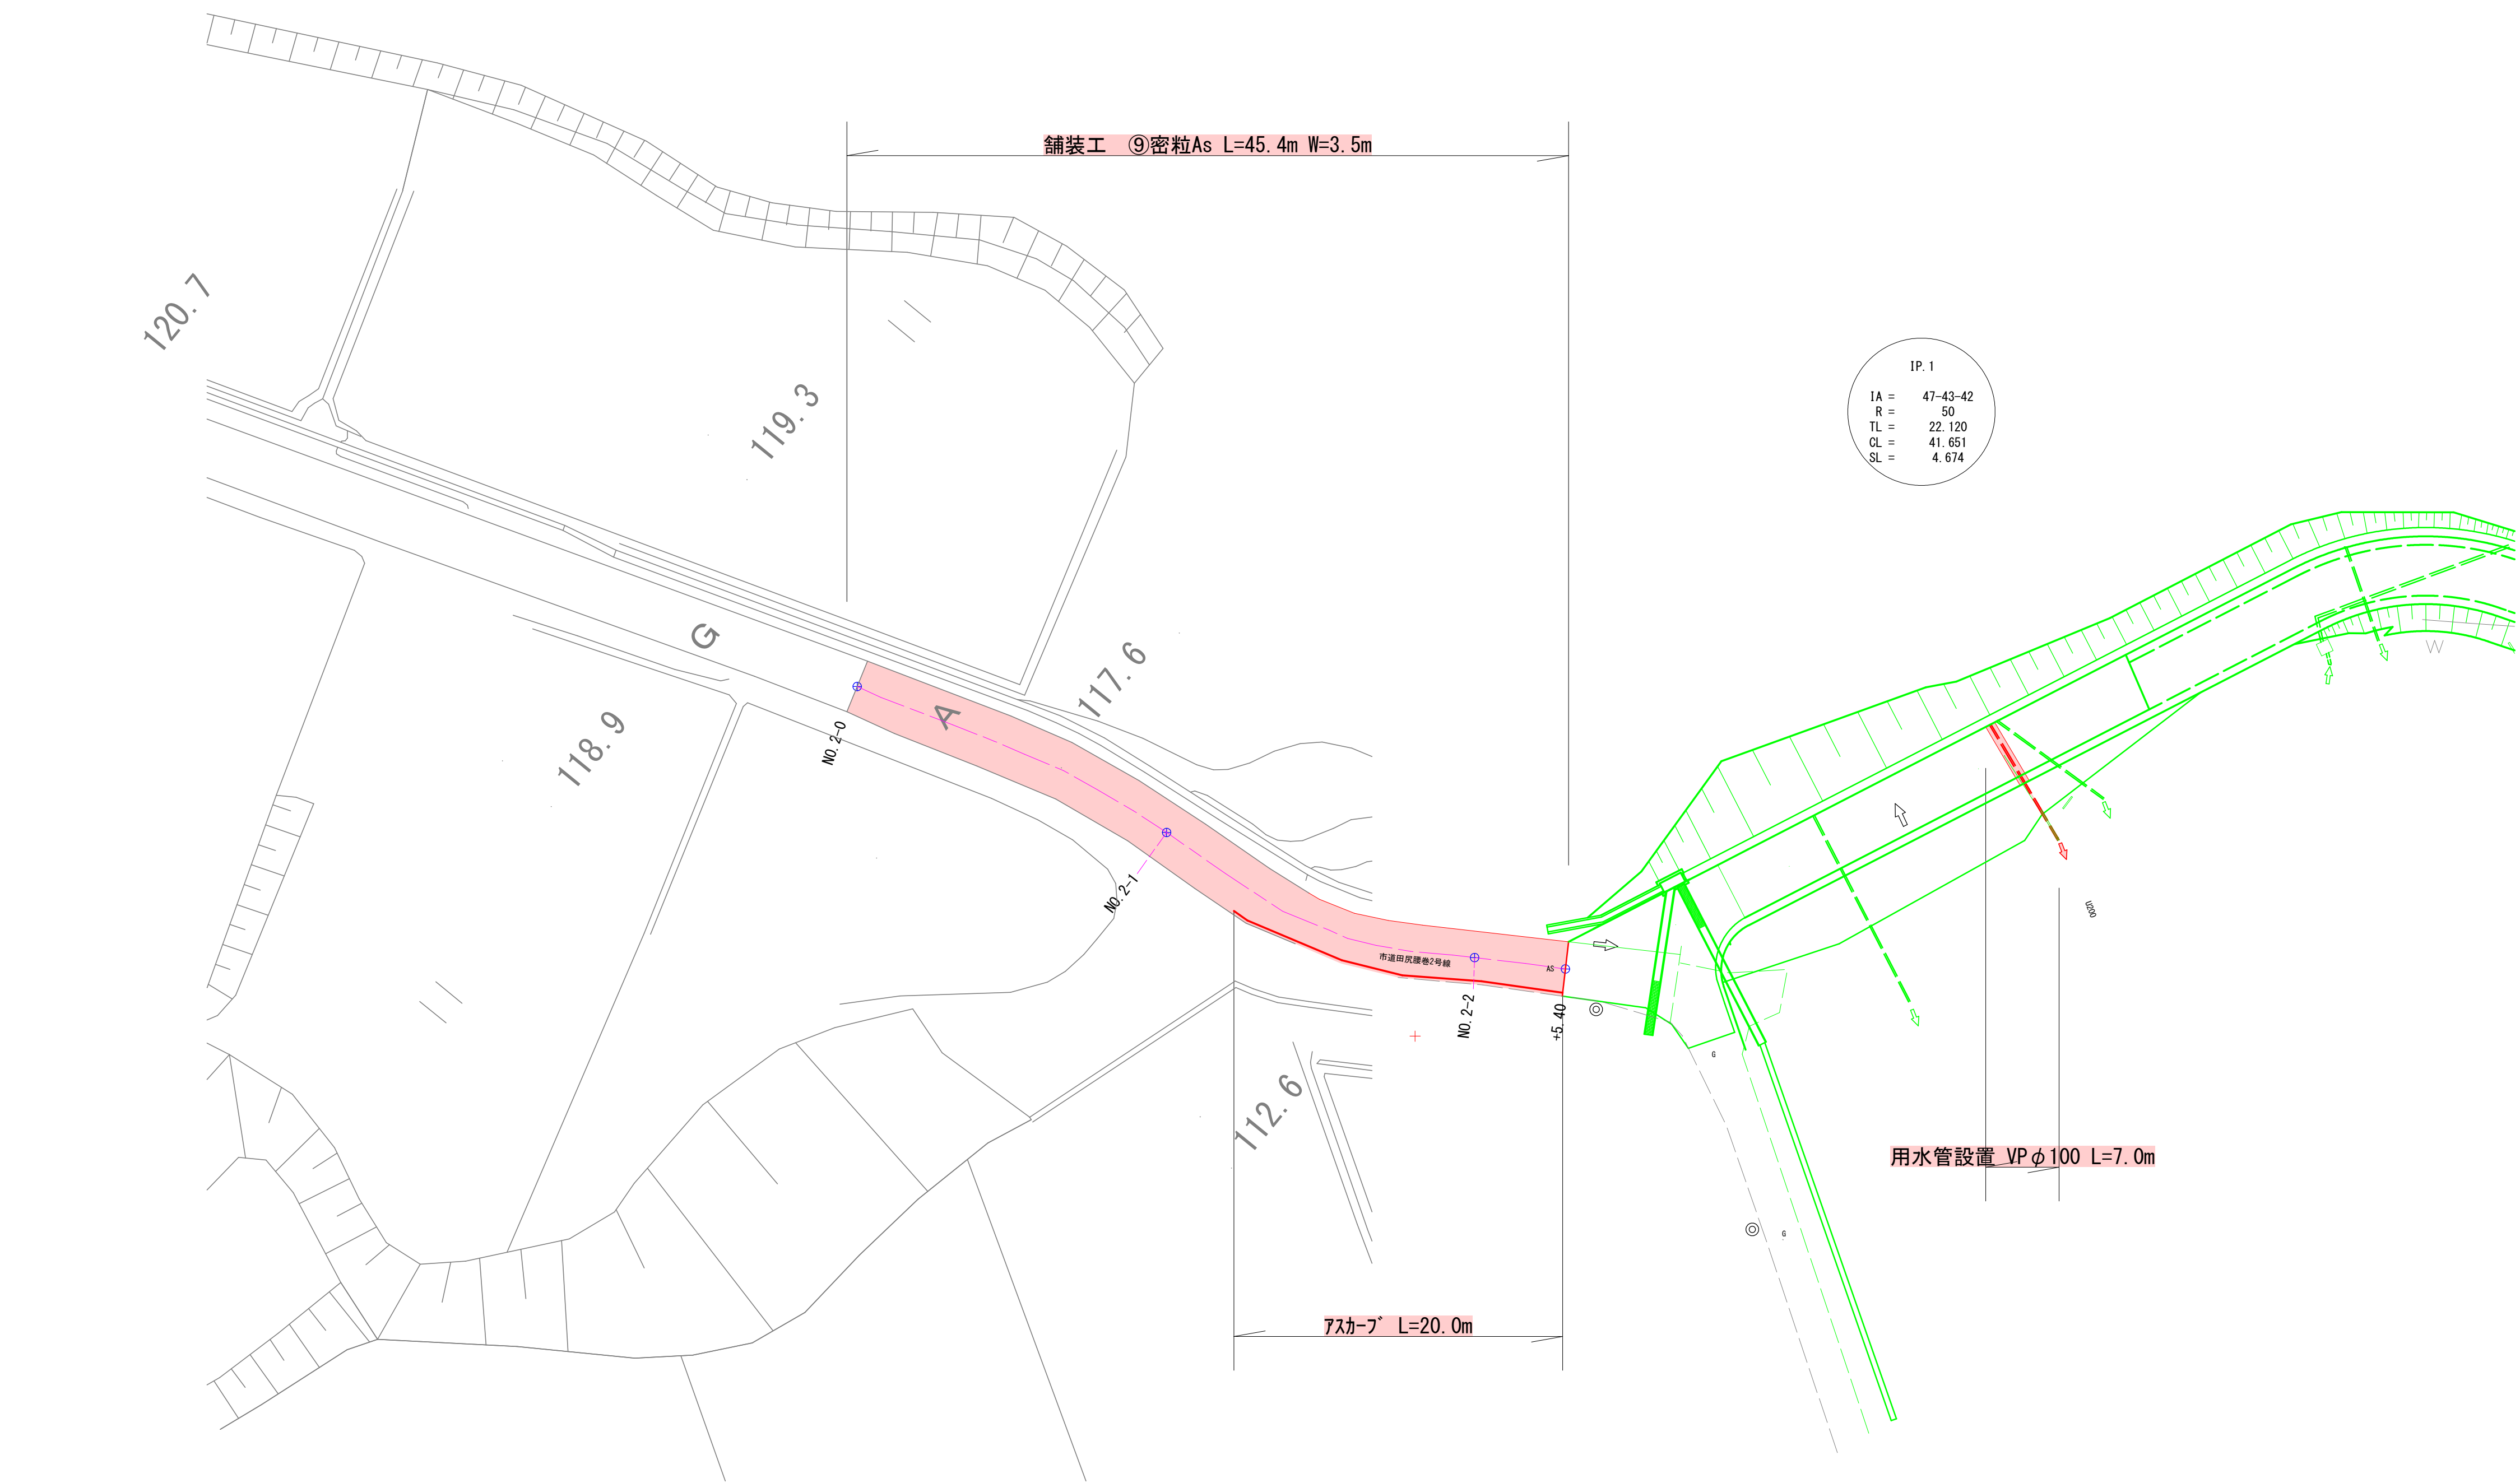 舗装工　⑨密粒As L=45.4m W=3.5m
120.7
119.3
IP.1
IA = 47-43-42
R = 50
TL = 22.120
CL = 41.651
SL = 4.674
G
117.6
A
118.9
NO.2-0
NO.2-1
U200
W
市道田尻腰巻2号線
AS
NO.2-2
+5.40
G
112.6
用水管設置 VPφ100 L=7.0m
G
ｱｽｶｰﾌﾞ L=20.0m